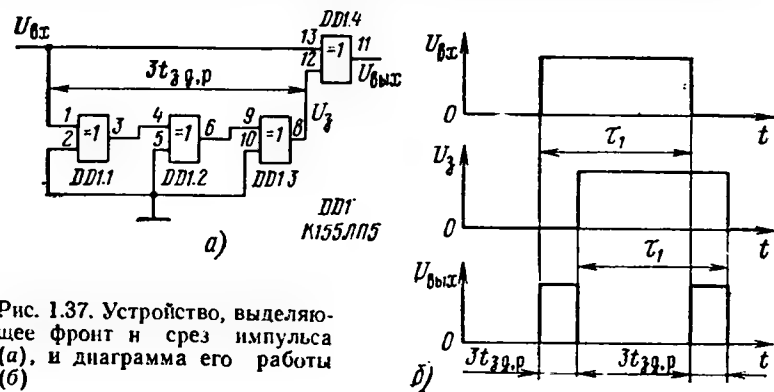 Uвх
DD1.4
13
12
=1
11
Uвых
3tзд.р
Uз
1
2
=1
3
4
5
=1
6
9
10
=1
8
DD1.1
DD1.2
DD1.3
DD1
К155ЛП5
а)
Рис. 1.37. Устройство, выделяю-
щее фронт и срез импульса
(а), и диаграмма его работы
(б)
Uвх
0
τ1
t
Uз
0
τ1
t
Uвых
0
3tзд.р
3tзд.р
t
б)